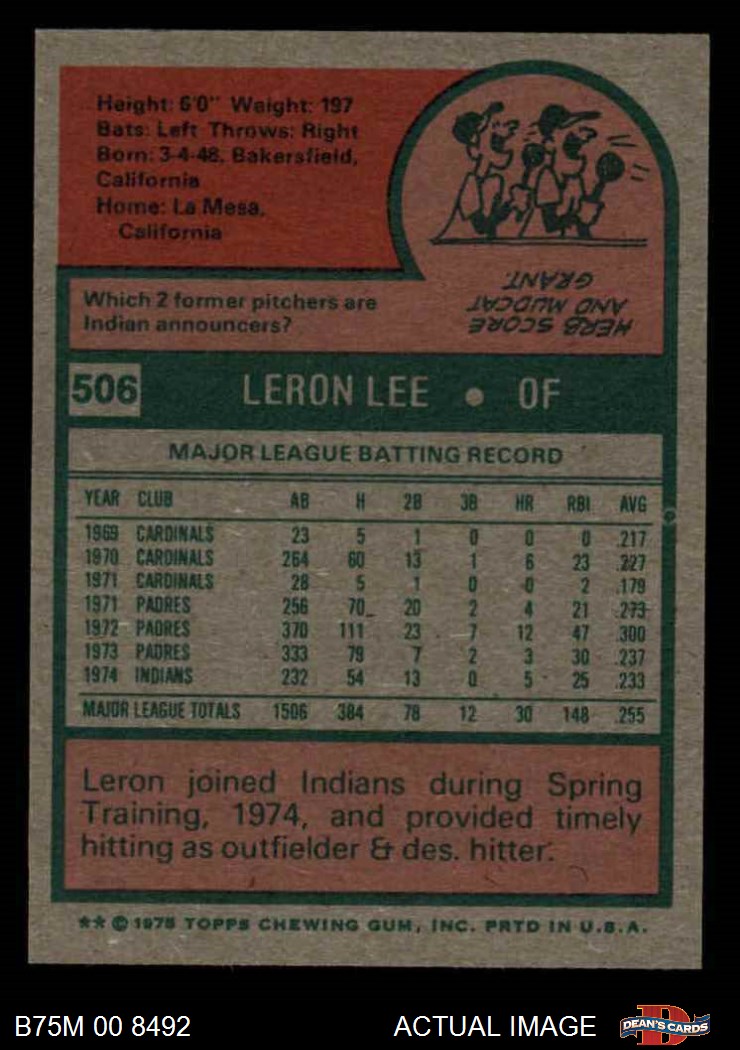 Height: 6'0" Weight: 197
Bats: Left Throws: Right
Born: 3-4-48, Bakersfield,
California
Home: La Mesa,
California
Which 2 former pitchers are
Indian announcers?
HERB SCORE
AND MUDCAT
GRANT.
506 LERON LEE • OF
MAJOR LEAGUE BATTING RECORD
YEAR CLUB AB H 2B 3B HR RBI AVG
1969 CARDINALS 23 5 1 0 0 0 .217
1970 CARDINALS 264 60 13 1 6 23 .227
1971 CARDINALS 28 5 1 0 0 2 .179
1971 PADRES 256 70 20 2 4 21 .273
1972 PADRES 370 111 23 7 12 47 .300
1973 PADRES 333 79 7 2 3 30 .237
1974 INDIANS 232 54 13 0 5 25 .233
MAJOR LEAGUE TOTALS 1506 384 78 12 30 148 .255
Leron joined Indians during Spring
Training, 1974, and provided timely
hitting as outfielder & des. hitter.
** © 1975 TOPPS CHEWING GUM, INC. PRTD IN U.S.A.
B75M 00 8492 ACTUAL IMAGE D DEAN'S CARDS